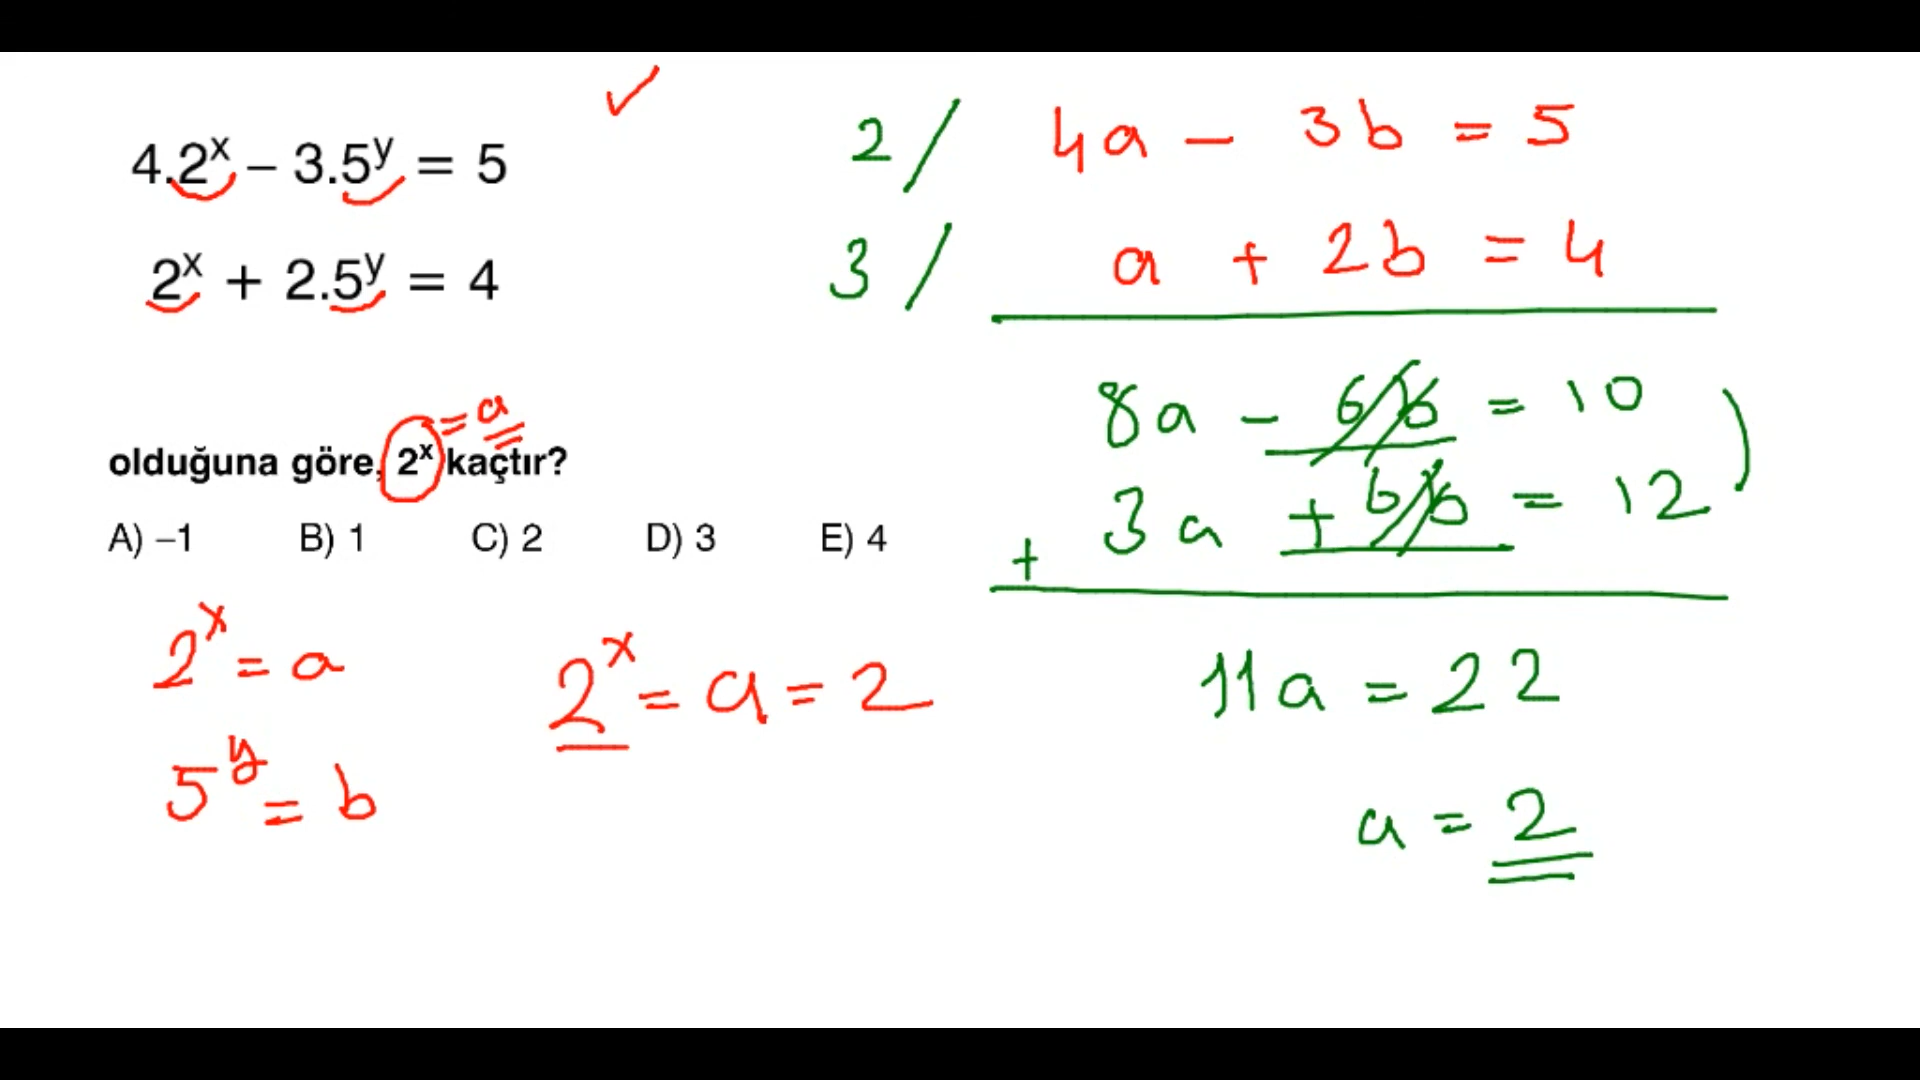 4.2ˣ – 3.5ʸ = 5
2ˣ + 2.5ʸ = 4
= a
olduğuna göre, 2ˣ kaçtır?
A) –1 B) 1 C) 2 D) 3 E) 4
2ˣ = a
5ʸ = b
2ˣ = a = 2
2/ 4a - 3b = 5
3/ a + 2b = 4
8a - 6b = 10
+ 3a + 6b = 12
11a = 22
a = 2